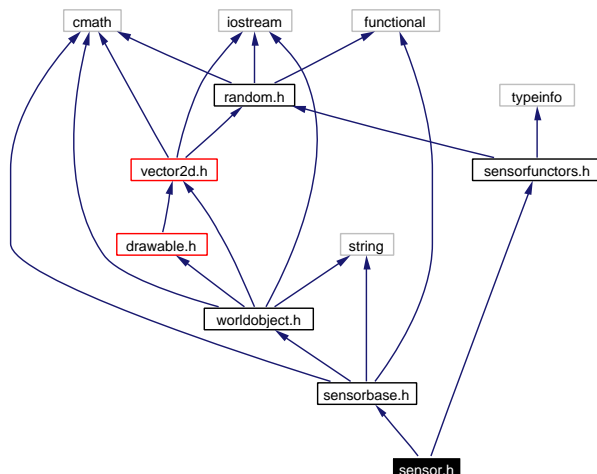 cmath
iostream
functional
random.h
typeinfo
vector2d.h
sensorfunctors.h
drawable.h
string
worldobject.h
sensorbase.h
sensor.h